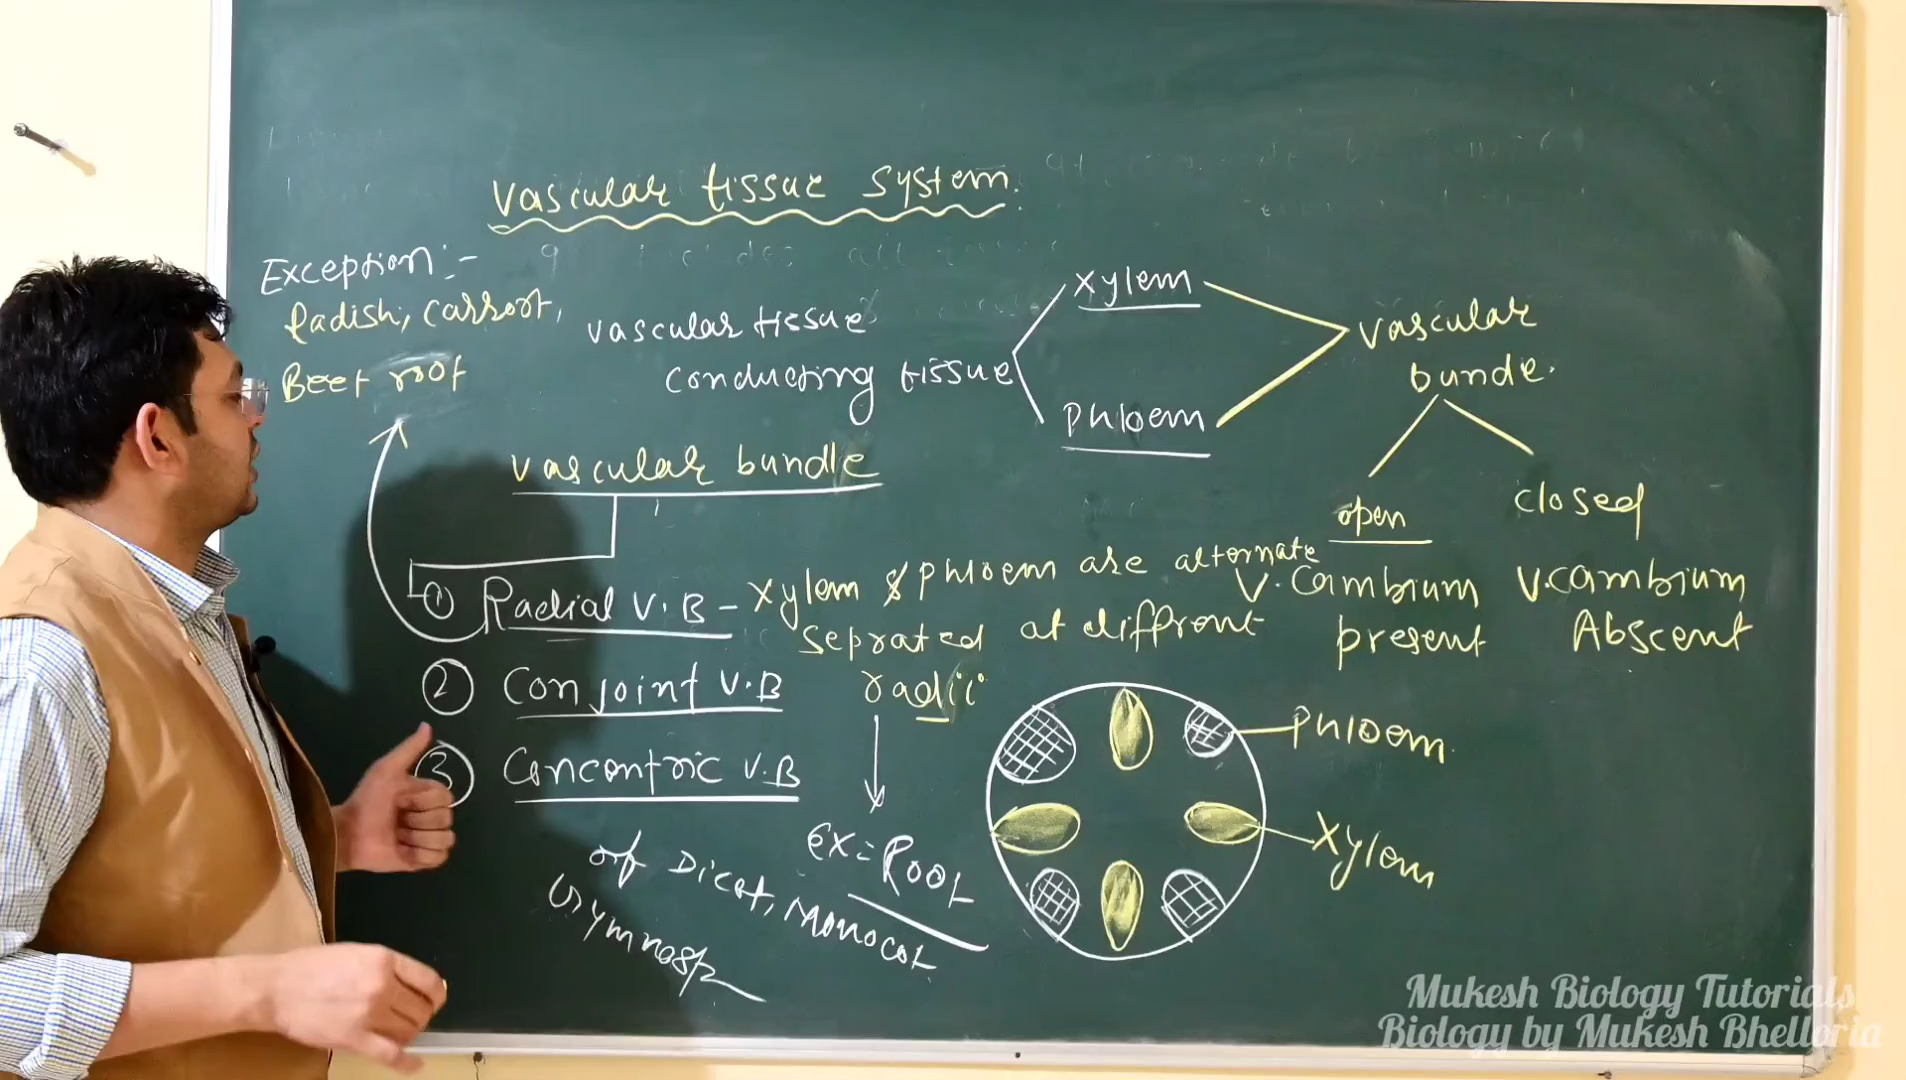 Vascular tissue system.
Exception :-
Radish, Carrort,
Beet root
vascular tissue
conducting tissue
Xylem
Phloem
Vascular
bunde.
open
closed
V. Cambium
present
V. cambium
Abscent
vascular bundle
① Radial V.B - Xylem & Phloem are alternate
seprated at diffrent
radii
② Conjoint V.B
③ Concentric V.B
ex = Root
of Dicot, Monocot
Gymnosp
Phloem
Xylem
Mukesh Biology Tutorials
Biology by Mukesh Bhelloria